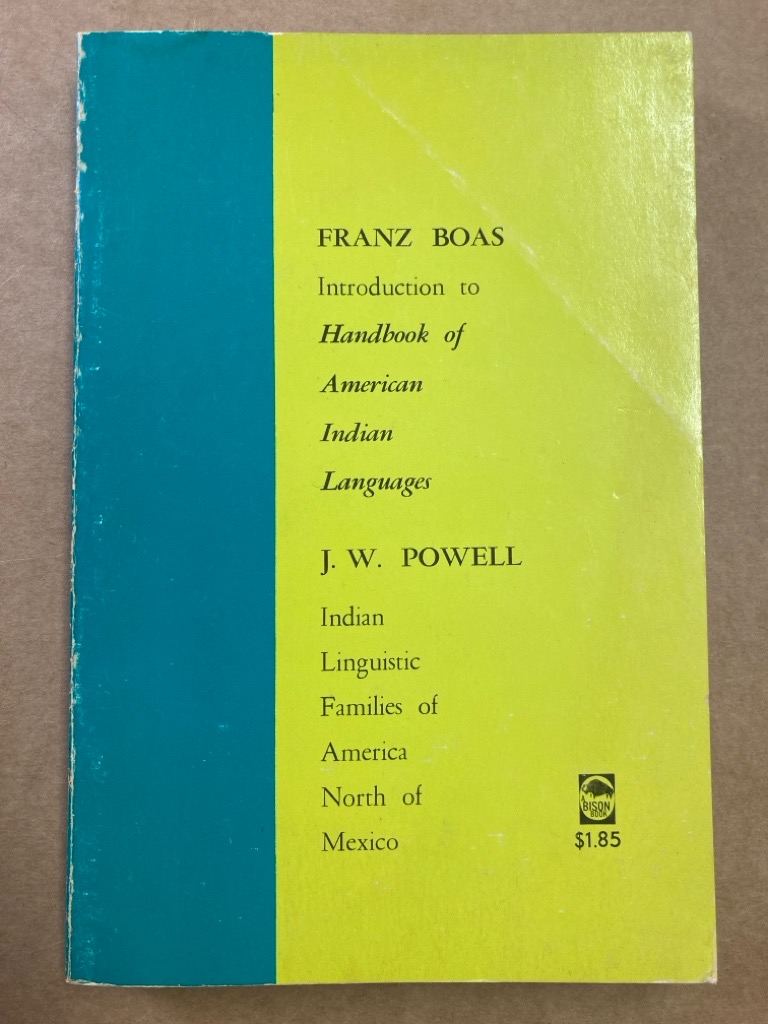 FRANZ BOAS
Introduction to
Handbook of
American
Indian
Languages
J. W. POWELL
Indian
Linguistic
Families of
America
North of
Mexico
A
BISON
BOOK
$1.85